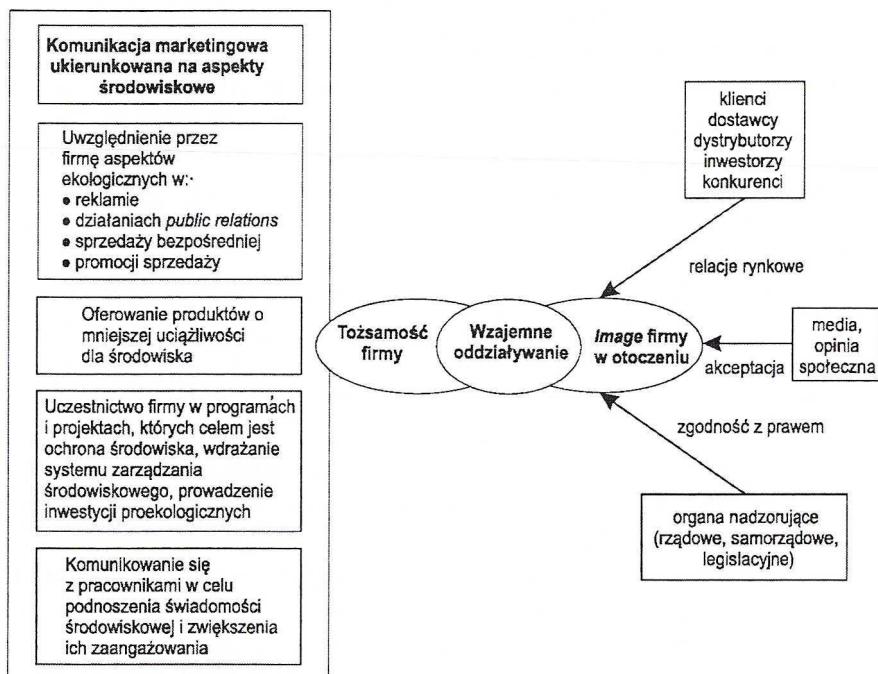 Komunikacja marketingowa
ukierunkowana na aspekty
środowiskowe
Uwzględnienie przez
firmę aspektów
ekologicznych w:·
• reklamie
• działaniach public relations
• sprzedaży bezpośredniej
• promocji sprzedaży
Oferowanie produktów o
mniejszej uciążliwości
dla środowiska
Uczestnictwo firmy w programach
i projektach, których celem jest
ochrona środowiska, wdrażanie
systemu zarządzania
środowiskowego, prowadzenie
inwestycji proekologicznych
Komunikowanie się
z pracownikami w celu
podnoszenia świadomości
środowiskowej i zwiększenia
ich zaangażowania
Tożsamość
firmy
Wzajemne
oddziaływanie
Image firmy
w otoczeniu
klienci
dostawcy
dystrybutorzy
inwestorzy
konkurenci
relacje rynkowe
media,
opinia
społeczna
akceptacja
zgodność z prawem
organa nadzorujące
(rządowe, samorządowe,
legislacyjne)